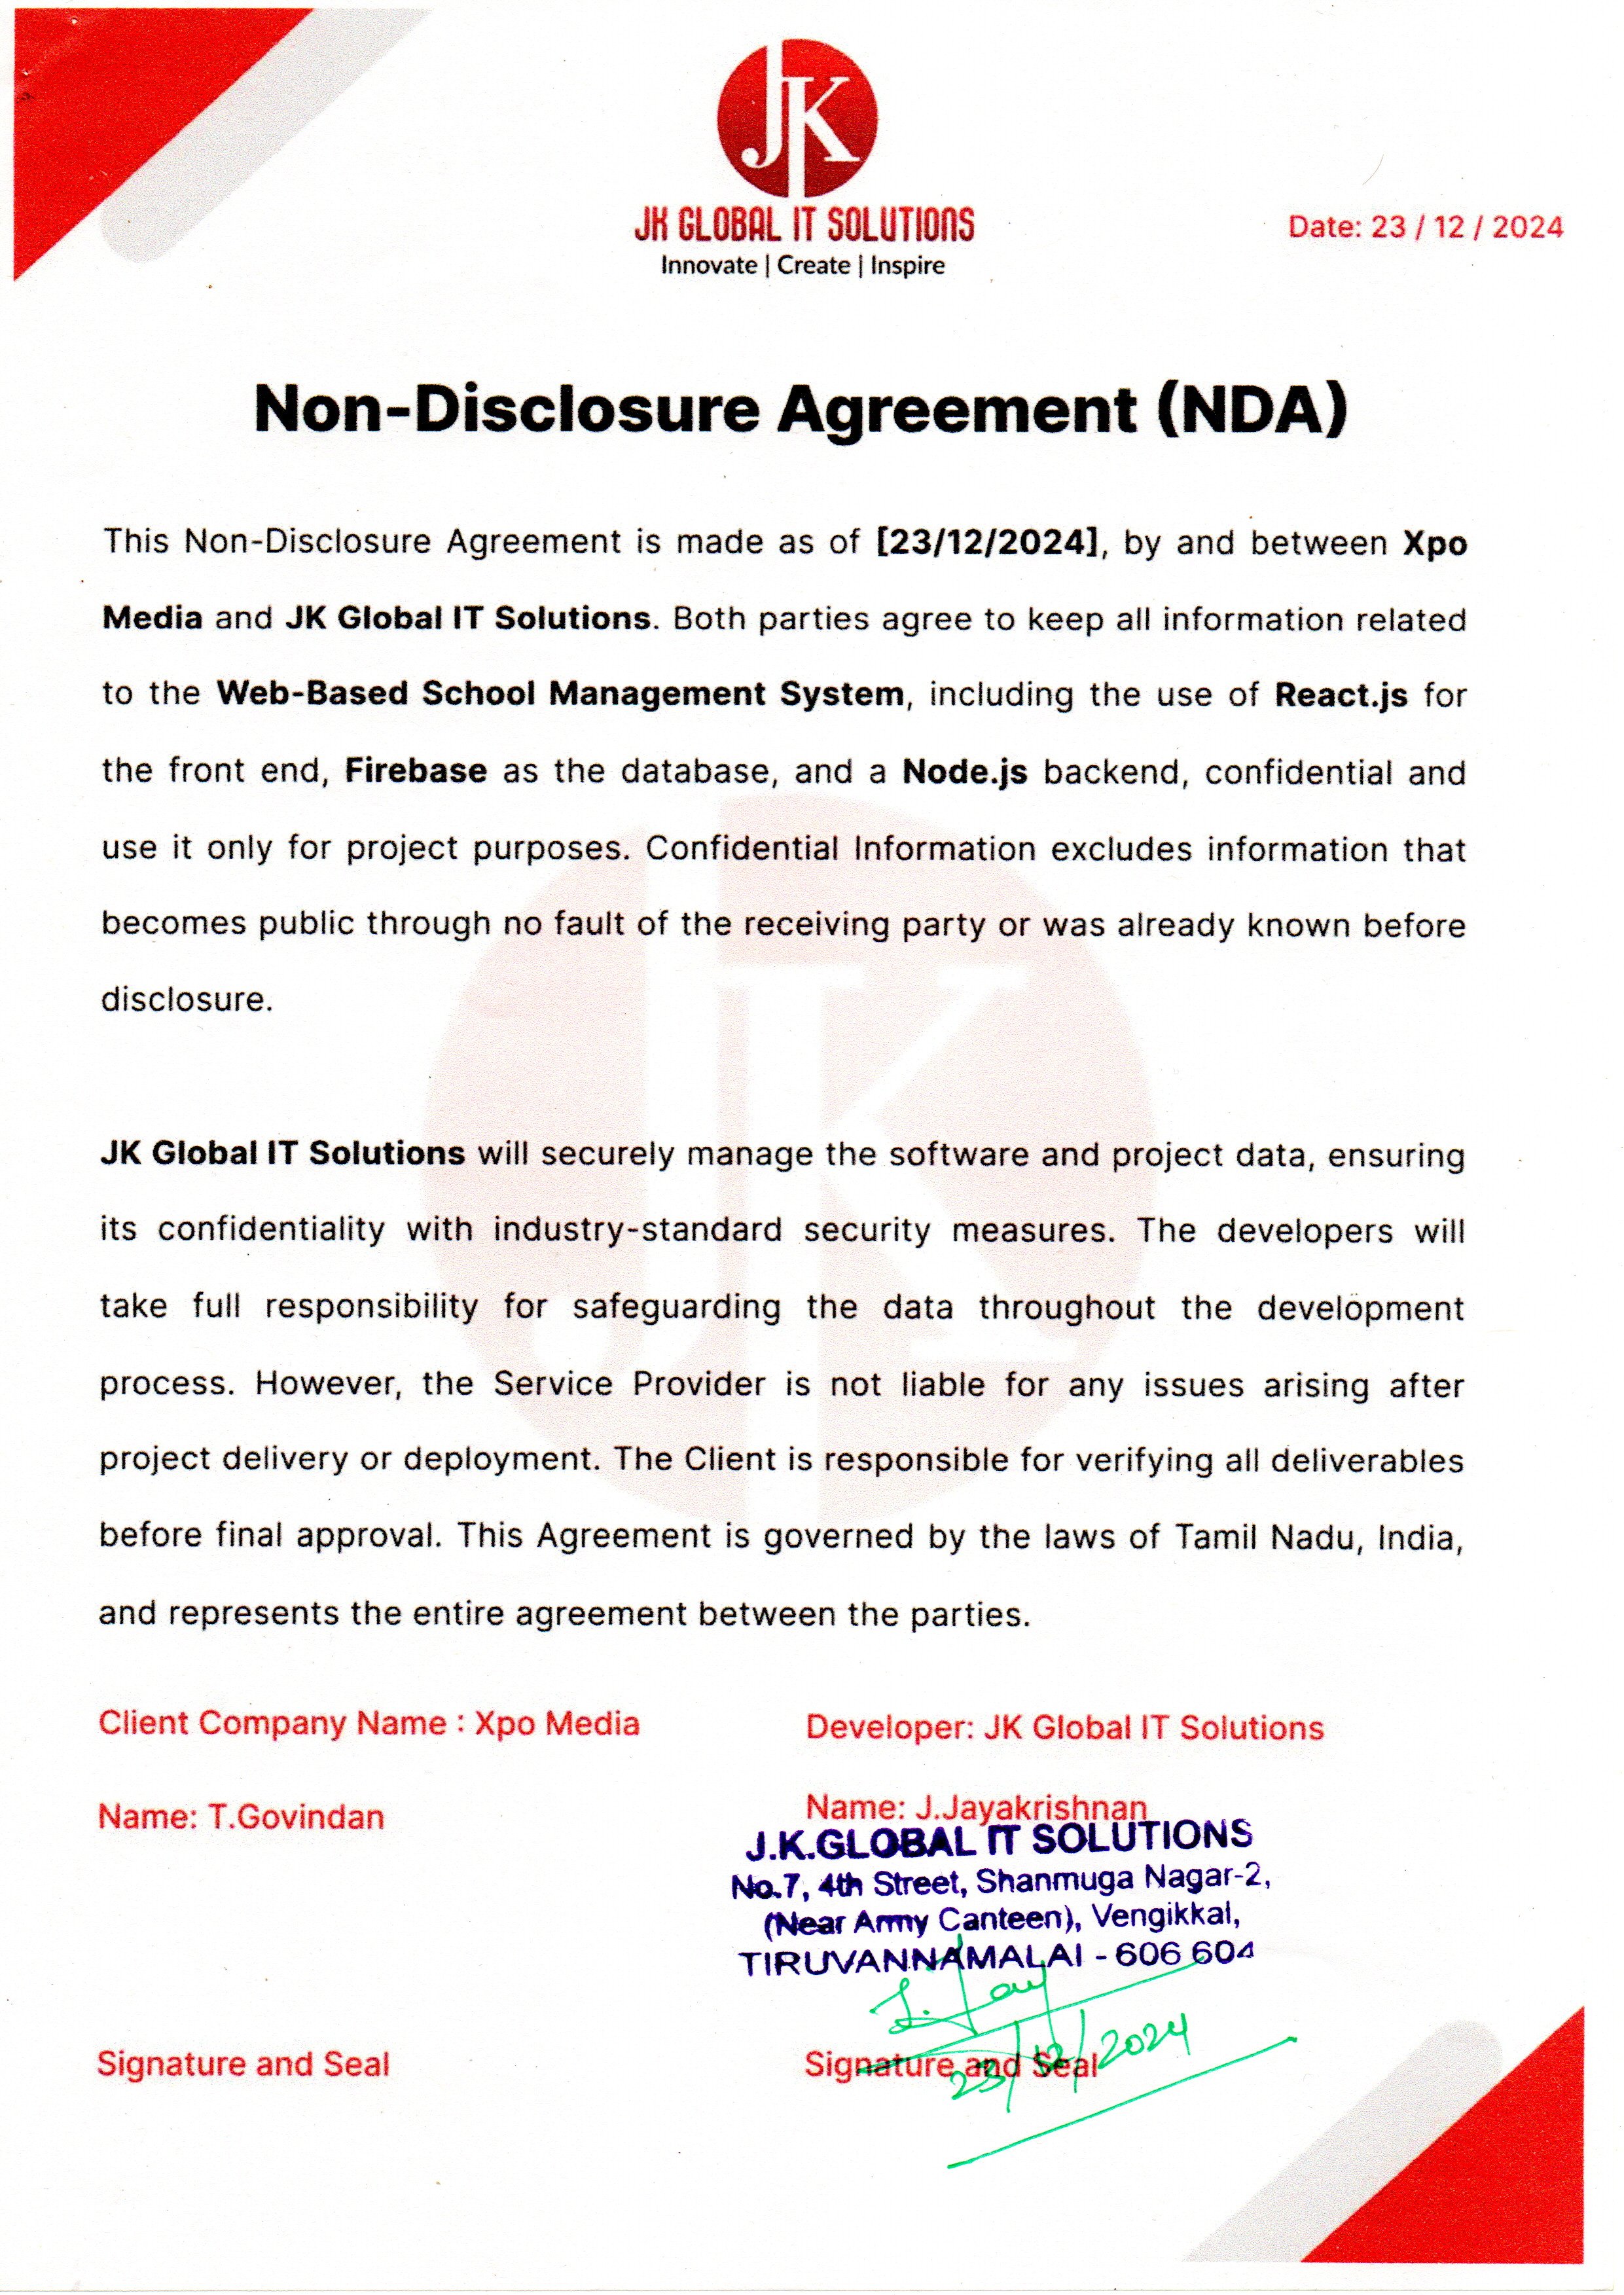 JK
JK GLOBAL IT SOLUTIONS
Innovate | Create | Inspire
Date: 23 / 12 / 2024
Non-Disclosure Agreement (NDA)
This Non-Disclosure Agreement is made as of [23/12/2024], by and between Xpo
Media and JK Global IT Solutions. Both parties agree to keep all information related
to the Web-Based School Management System, including the use of React.js for
the front end, Firebase as the database, and a Node.js backend, confidential and
use it only for project purposes. Confidential Information excludes information that
becomes public through no fault of the receiving party or was already known before
disclosure.
JK Global IT Solutions will securely manage the software and project data, ensuring
its confidentiality with industry-standard security measures. The developers will
take full responsibility for safeguarding the data throughout the development
process. However, the Service Provider is not liable for any issues arising after
project delivery or deployment. The Client is responsible for verifying all deliverables
before final approval. This Agreement is governed by the laws of Tamil Nadu, India,
and represents the entire agreement between the parties.
Client Company Name : Xpo Media
Name: T.Govindan
Signature and Seal
Developer: JK Global IT Solutions
Name: J.Jayakrishnan
J.K.GLOBAL IT SOLUTIONS
No.7, 4th Street, Shanmuga Nagar-2,
(Near Army Canteen), Vengikkal,
TIRUVANNAMALAI - 606 604
J. Jay
23/12/2024
Signature and Seal